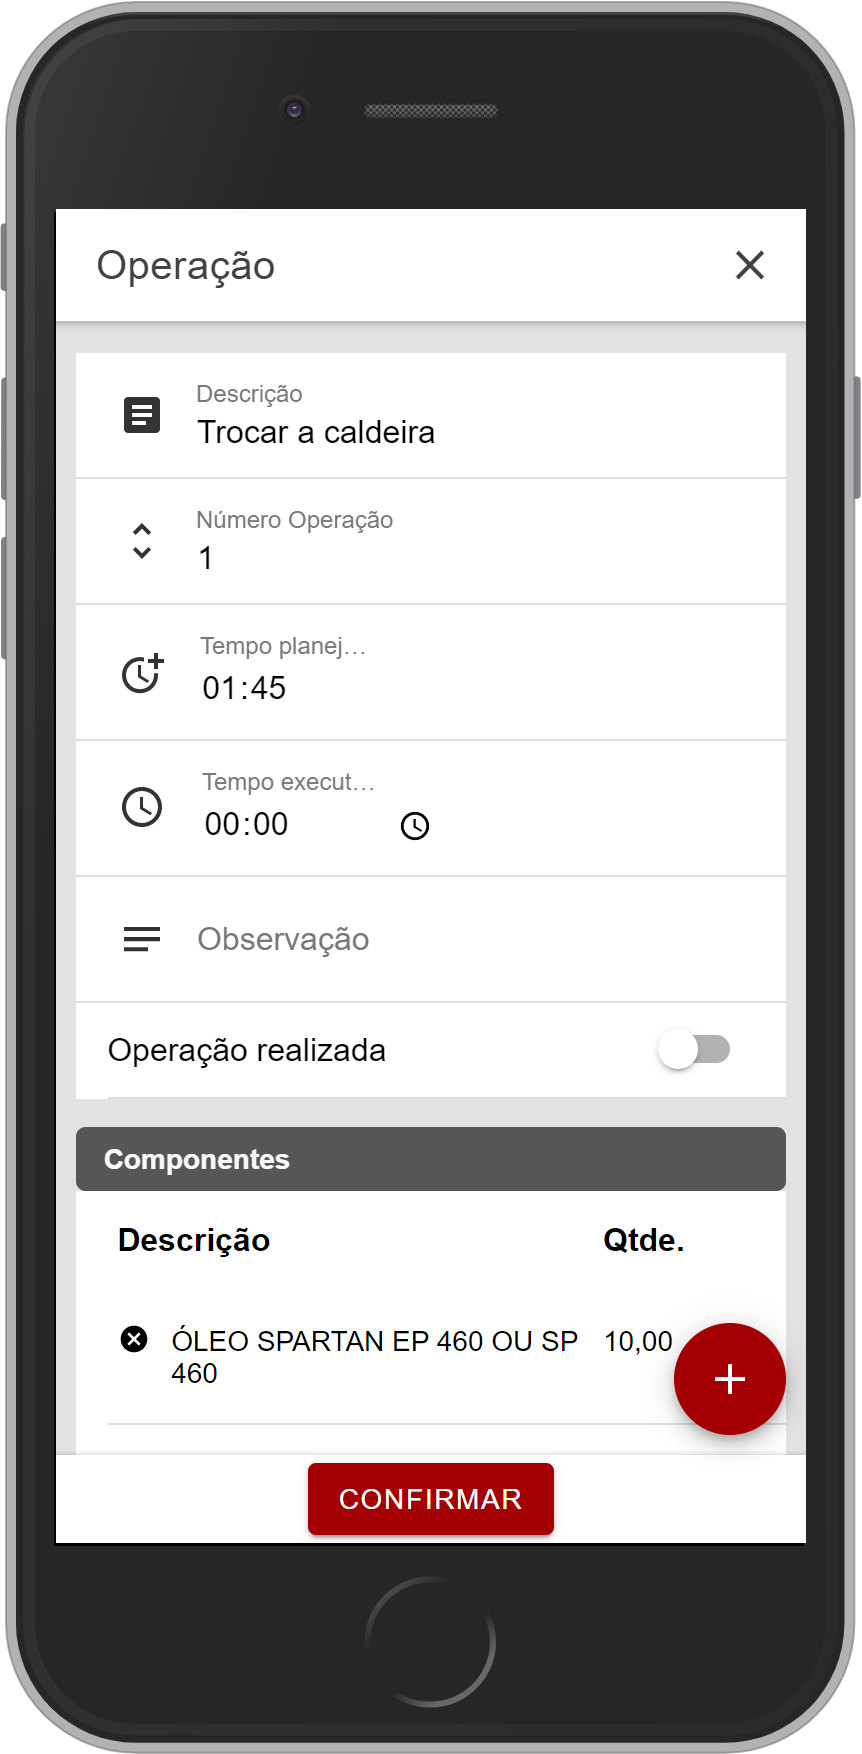 Operação
Descrição
Trocar a caldeira
Número Operação
1
Tempo planej…
01:45
Tempo execut…
00:00
Observação
Operação realizada
Componentes
Descrição Qtde.
ÓLEO SPARTAN EP 460 OU SP 10,00
460
CONFIRMAR